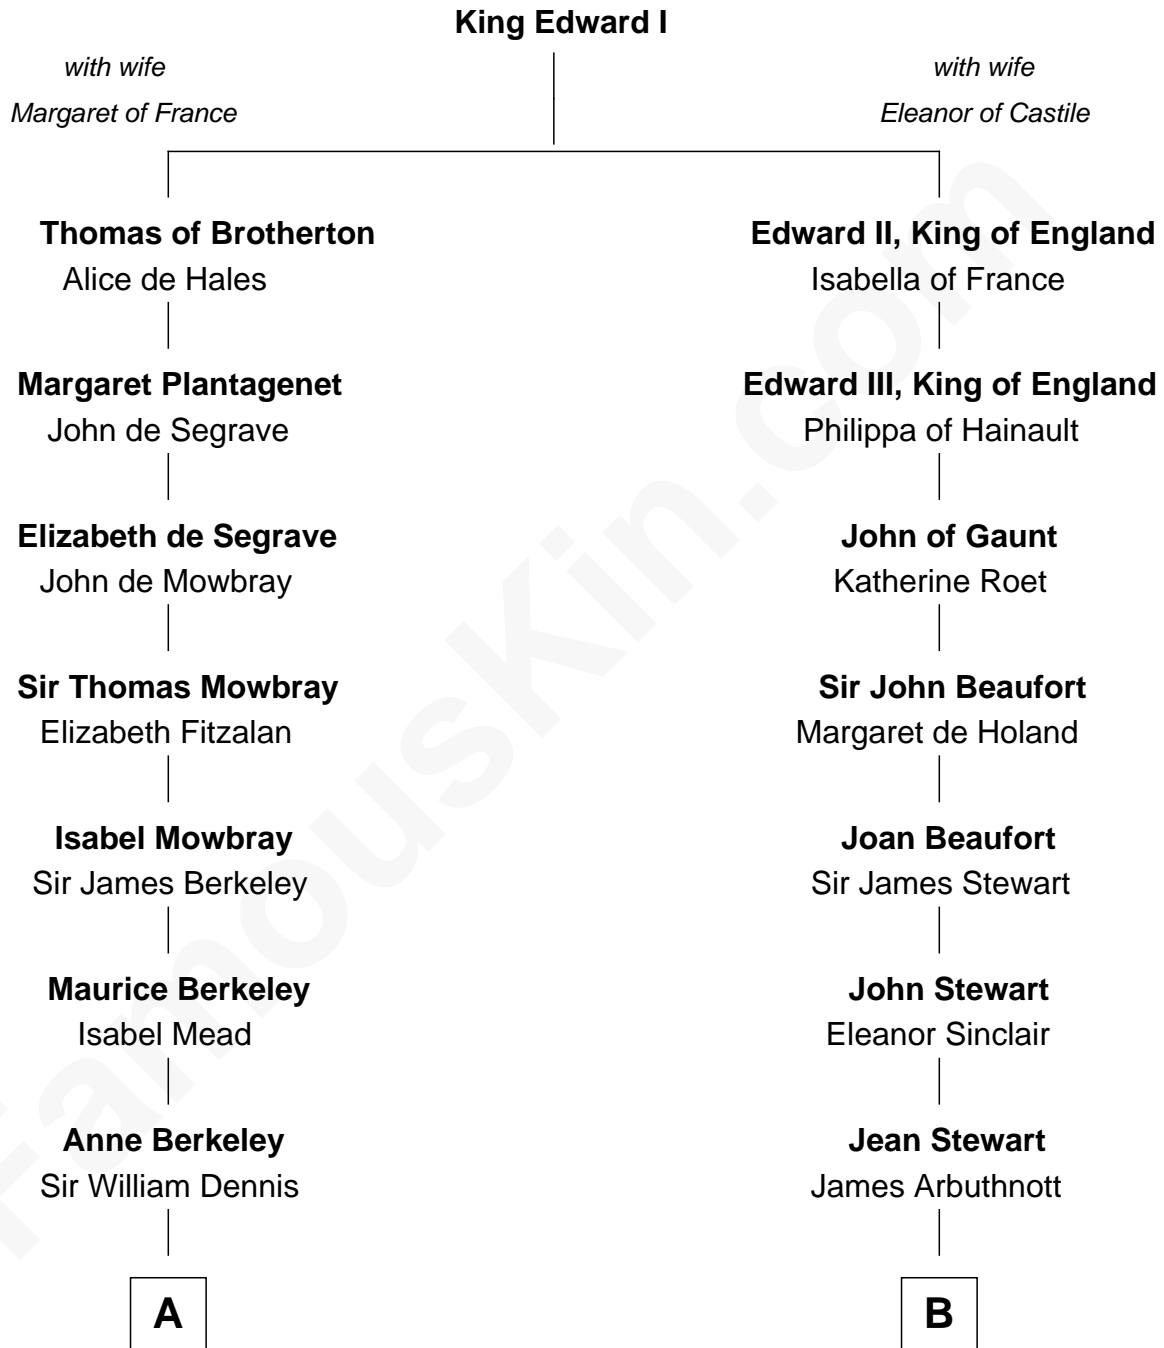 King Edward I
with wife
Margaret of France
with wife
Eleanor of Castile
Thomas of Brotherton
Alice de Hales
Margaret Plantagenet
John de Segrave
Elizabeth de Segrave
John de Mowbray
Sir Thomas Mowbray
Elizabeth Fitzalan
Isabel Mowbray
Sir James Berkeley
Maurice Berkeley
Isabel Mead
Anne Berkeley
Sir William Dennis
A
Edward II, King of England
Isabella of France
Edward III, King of England
Philippa of Hainault
John of Gaunt
Katherine Roet
Sir John Beaufort
Margaret de Holand
Joan Beaufort
Sir James Stewart
John Stewart
Eleanor Sinclair
Jean Stewart
James Arbuthnott
B
FamousKin.com